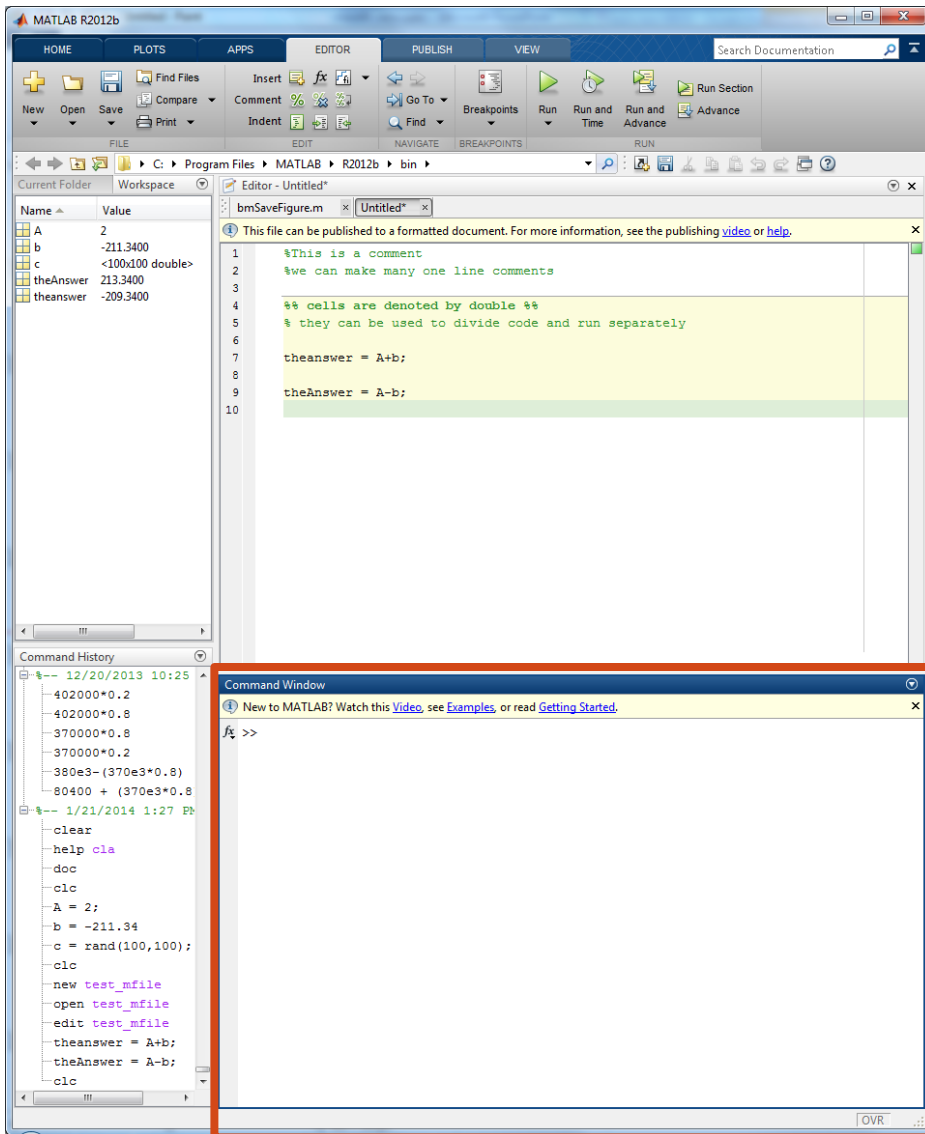 MATLAB R2012b
HOME PLOTS APPS EDITOR PUBLISH VIEW Search Documentation
Find Files Insert fx
Compare Comment Go To
Print Indent Find
New Open Save Breakpoints Run Run and Time Run and Advance Run Section Advance
FILE EDIT NAVIGATE BREAKPOINTS RUN
C: Program Files MATLAB R2012b bin
Current Folder Workspace
Name Value
A 2
b -211.3400
c <100x100 double>
theAnswer 213.3400
theanswer -209.3400
Editor - Untitled*
bmSaveFigure.m × Untitled* ×
This file can be published to a formatted document. For more information, see the publishing video or help.
1 %This is a comment
2 %we can make many one line comments
3
4 %% cells are denoted by double %%
5 % they can be used to divide code and run separately
6
7 theanswer = A+b;
8
9 theAnswer = A-b;
10
Command History
%-- 12/20/2013 10:25
402000*0.2
402000*0.8
370000*0.8
370000*0.2
380e3-(370e3*0.8)
80400 + (370e3*0.8
%-- 1/21/2014 1:27 PM
clear
help cla
doc
clc
A = 2;
b = -211.34
c = rand(100,100);
clc
new test_mfile
open test_mfile
edit test_mfile
theanswer = A+b;
theAnswer = A-b;
clc
Command Window
New to MATLAB? Watch this Video, see Examples, or read Getting Started.
fx >>
OVR